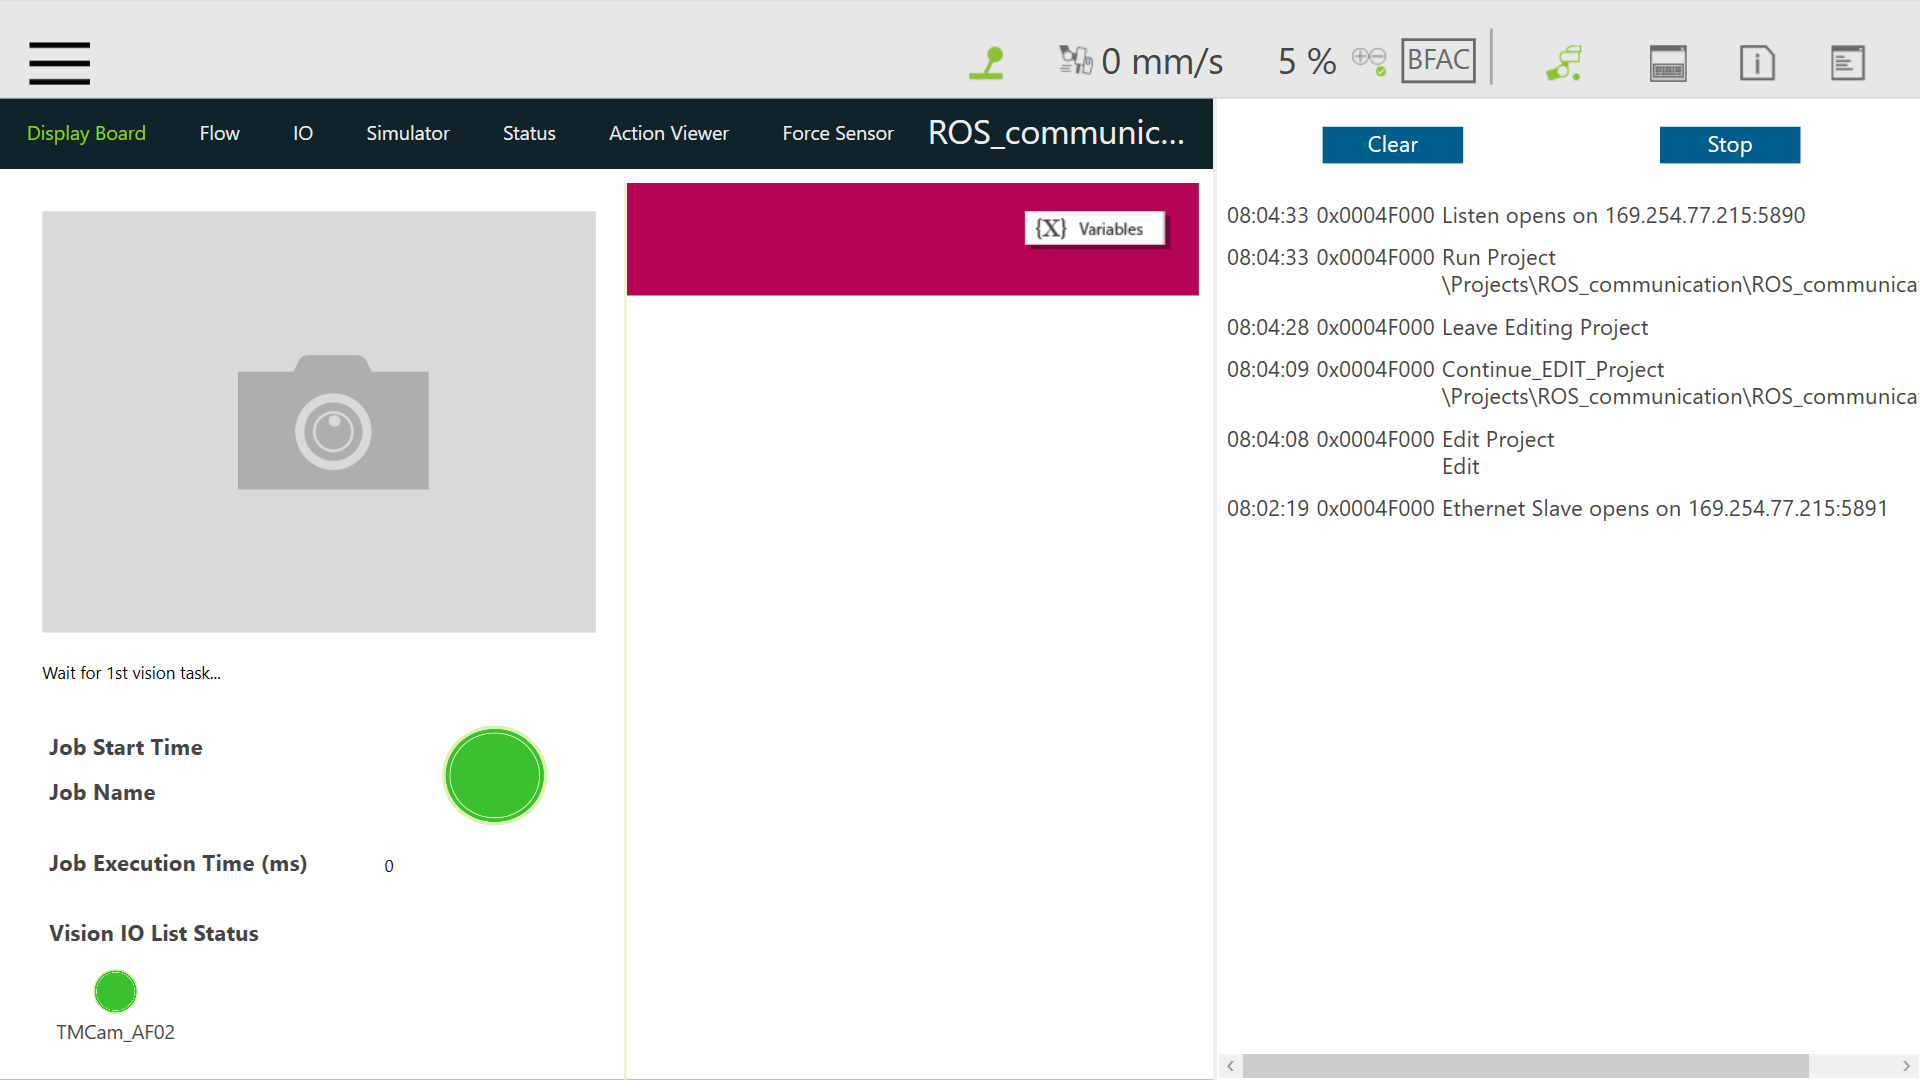 0 mm/s
5 %
BFAC
Display Board
Flow
IO
Simulator
Status
Action Viewer
Force Sensor
ROS_communic...
{X} Variables
Wait for 1st vision task...
Job Start Time
Job Name
Job Execution Time (ms) 0
Vision IO List Status
TMCam_AF02
Clear
Stop
08:04:33 0x0004F000 Listen opens on 169.254.77.215:5890
08:04:33 0x0004F000 Run Project
\Projects\ROS_communication\ROS_communica
08:04:28 0x0004F000 Leave Editing Project
08:04:09 0x0004F000 Continue_EDIT_Project
\Projects\ROS_communication\ROS_communica
08:04:08 0x0004F000 Edit Project
Edit
08:02:19 0x0004F000 Ethernet Slave opens on 169.254.77.215:5891